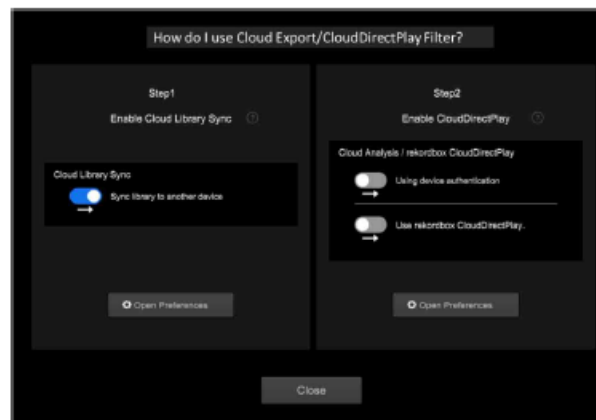 How do I use Cloud Export/CloudDirectPlay Filter?
Step1
Enable Cloud Library Sync ?
Cloud Library Sync
Sync library to another device
Open Preferences
Step2
Enable CloudDirectPlay ?
Cloud Analysis / rekordbox CloudDirectPlay
Using device authentication
Use rekordbox CloudDirectPlay.
Open Preferences
Close